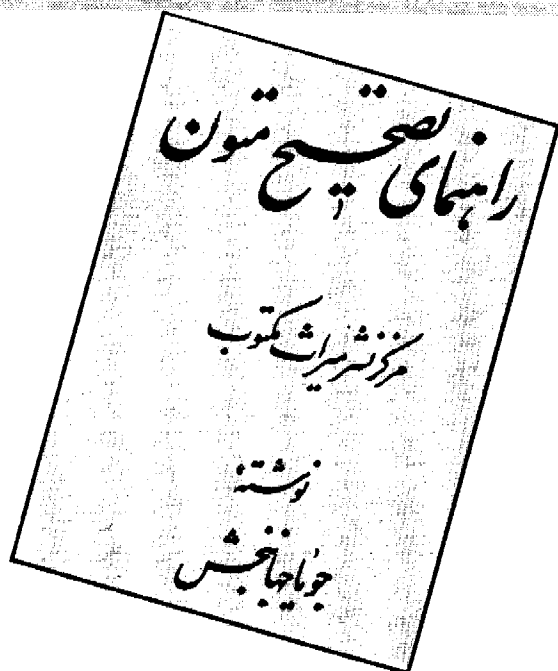 راهنمای تصحیح متون
مرکز نشر میراث مکتوب
نوشتهٔ
جویا جهانبخش